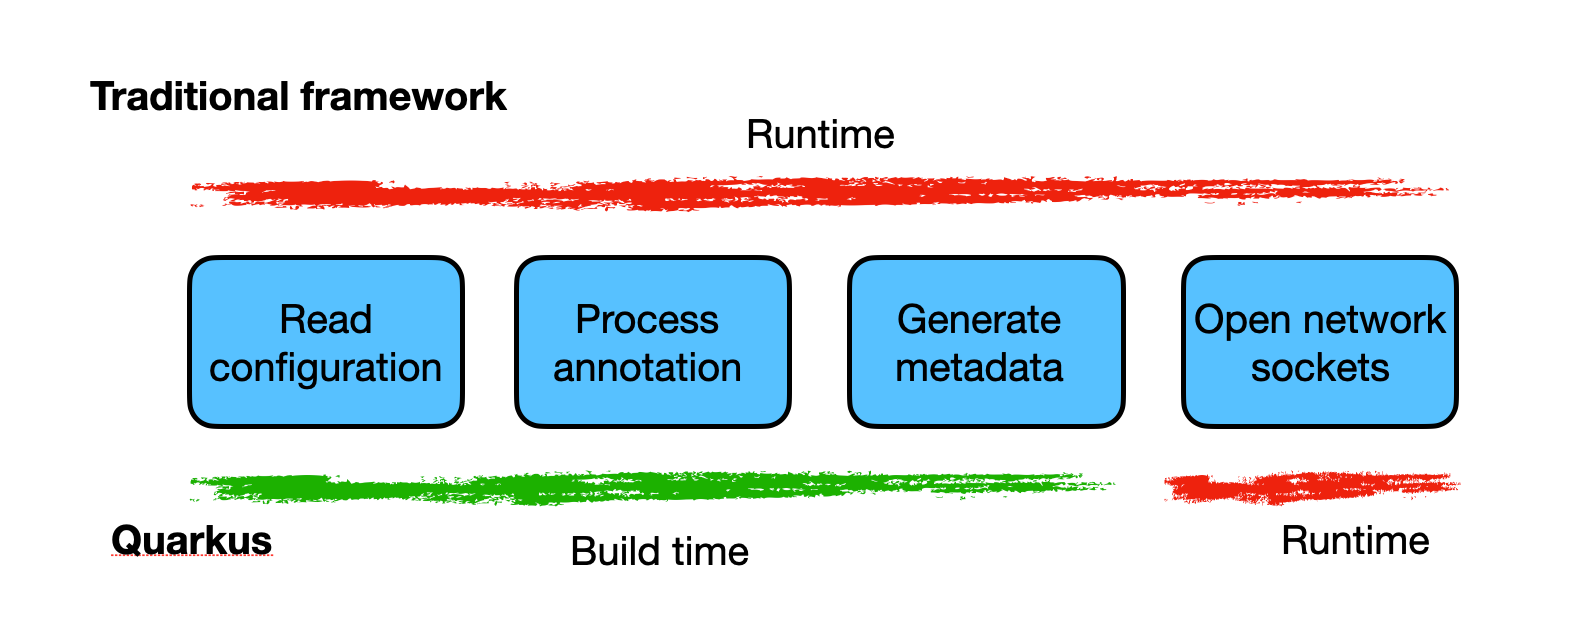 Traditional framework
Runtime
Read
configuration
Process
annotation
Generate
metadata
Open network
sockets
Quarkus
Build time
Runtime